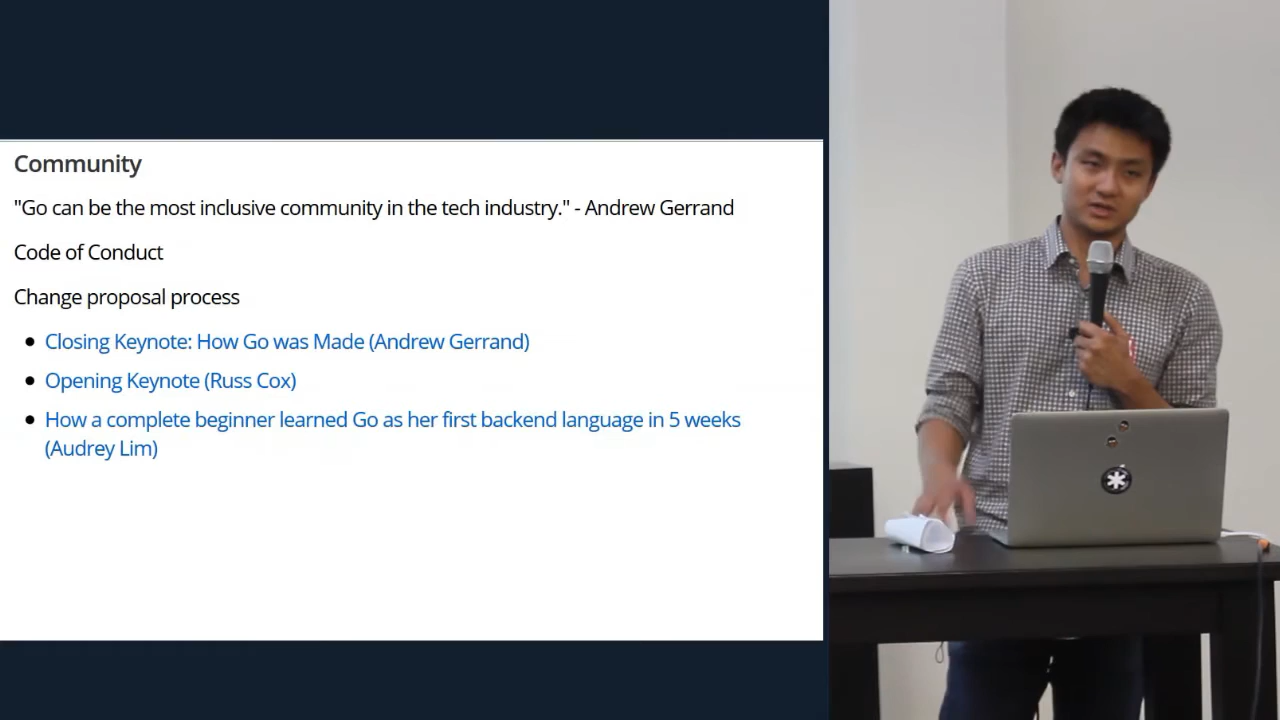 Community
"Go can be the most inclusive community in the tech industry." - Andrew Gerrand
Code of Conduct
Change proposal process
Closing Keynote: How Go was Made (Andrew Gerrand)
Opening Keynote (Russ Cox)
How a complete beginner learned Go as her first backend language in 5 weeks
(Audrey Lim)